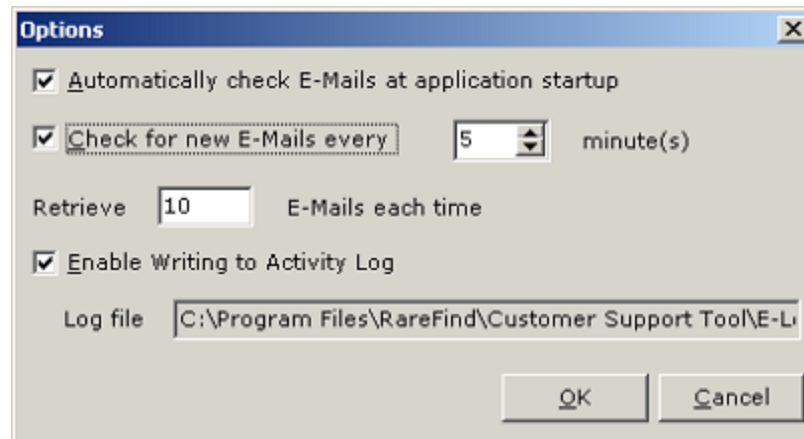 Options
Automatically check E-Mails at application startup
Check for new E-Mails every 5 minute(s)
Retrieve 10 E-Mails each time
Enable Writing to Activity Log
Log file C:\Program Files\RareFind\Customer Support Tool\E-L
OK Cancel